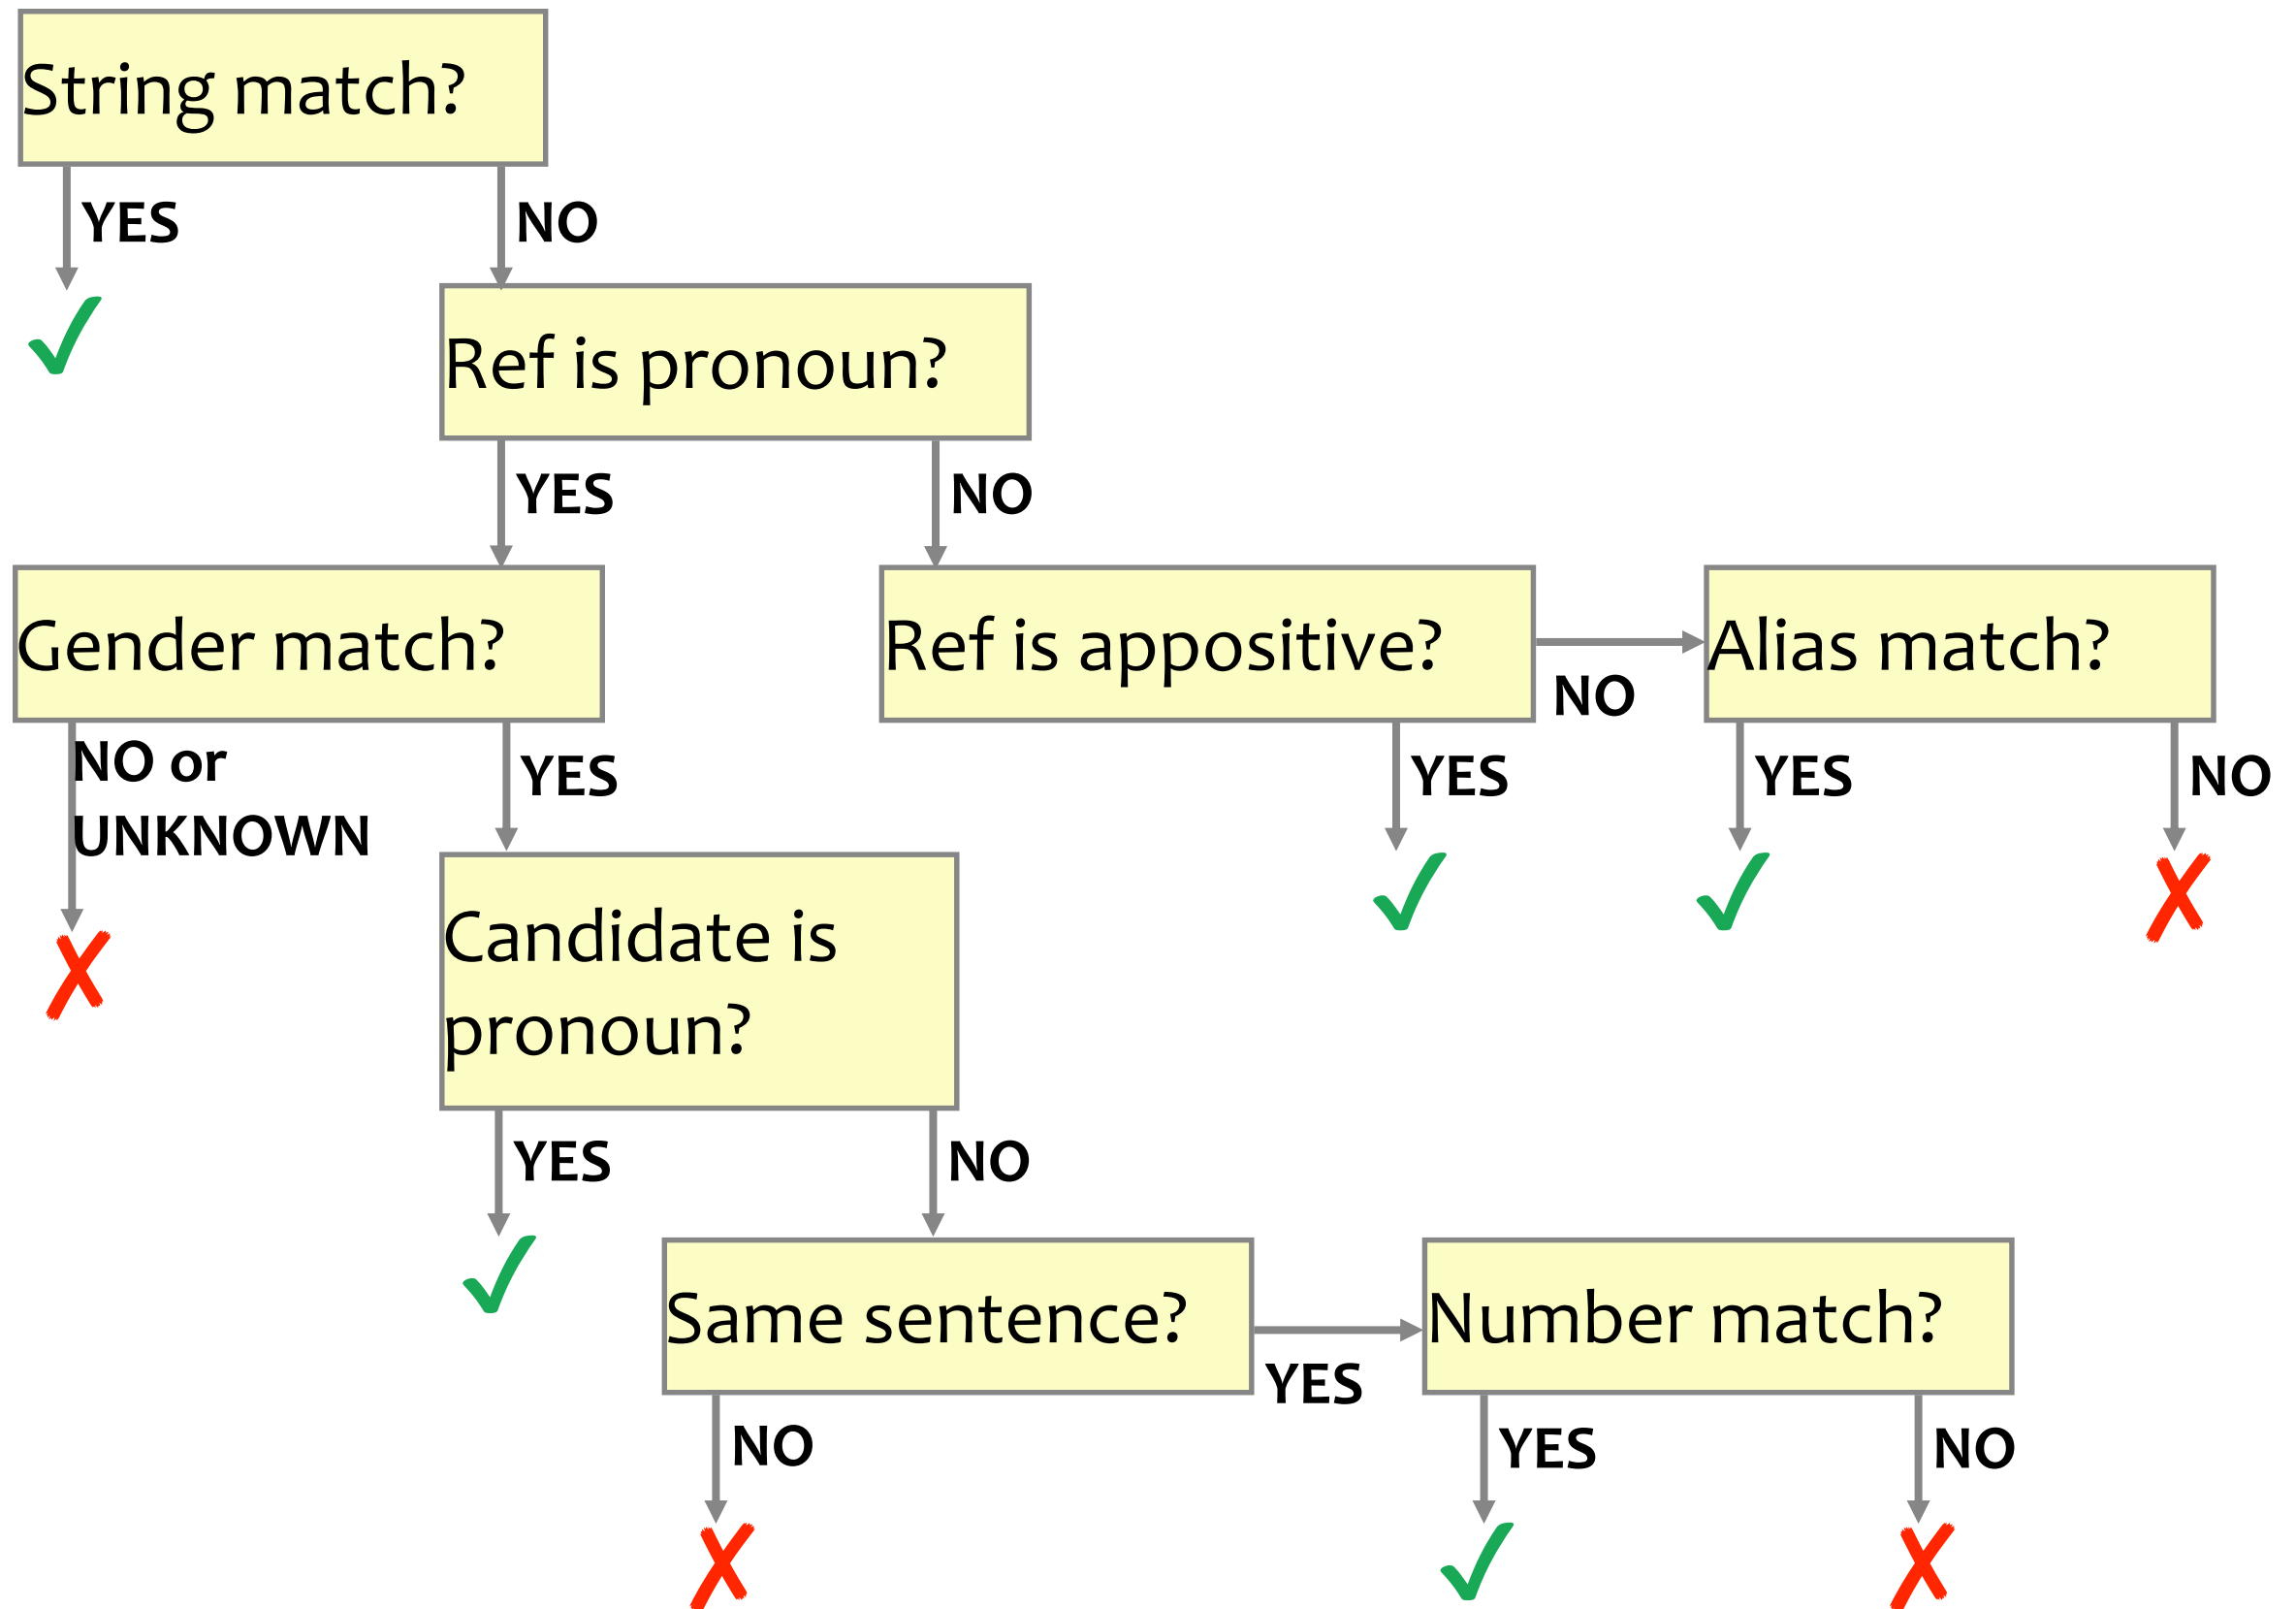 String match?
YES
NO
Ref is pronoun?
YES
NO
Gender match?
Ref is appositive?
NO
Alias match?
NO or
UNKNOWN
YES
YES
YES
NO
Candidate is
pronoun?
YES
NO
Same sentence?
YES
Number match?
NO
YES
NO